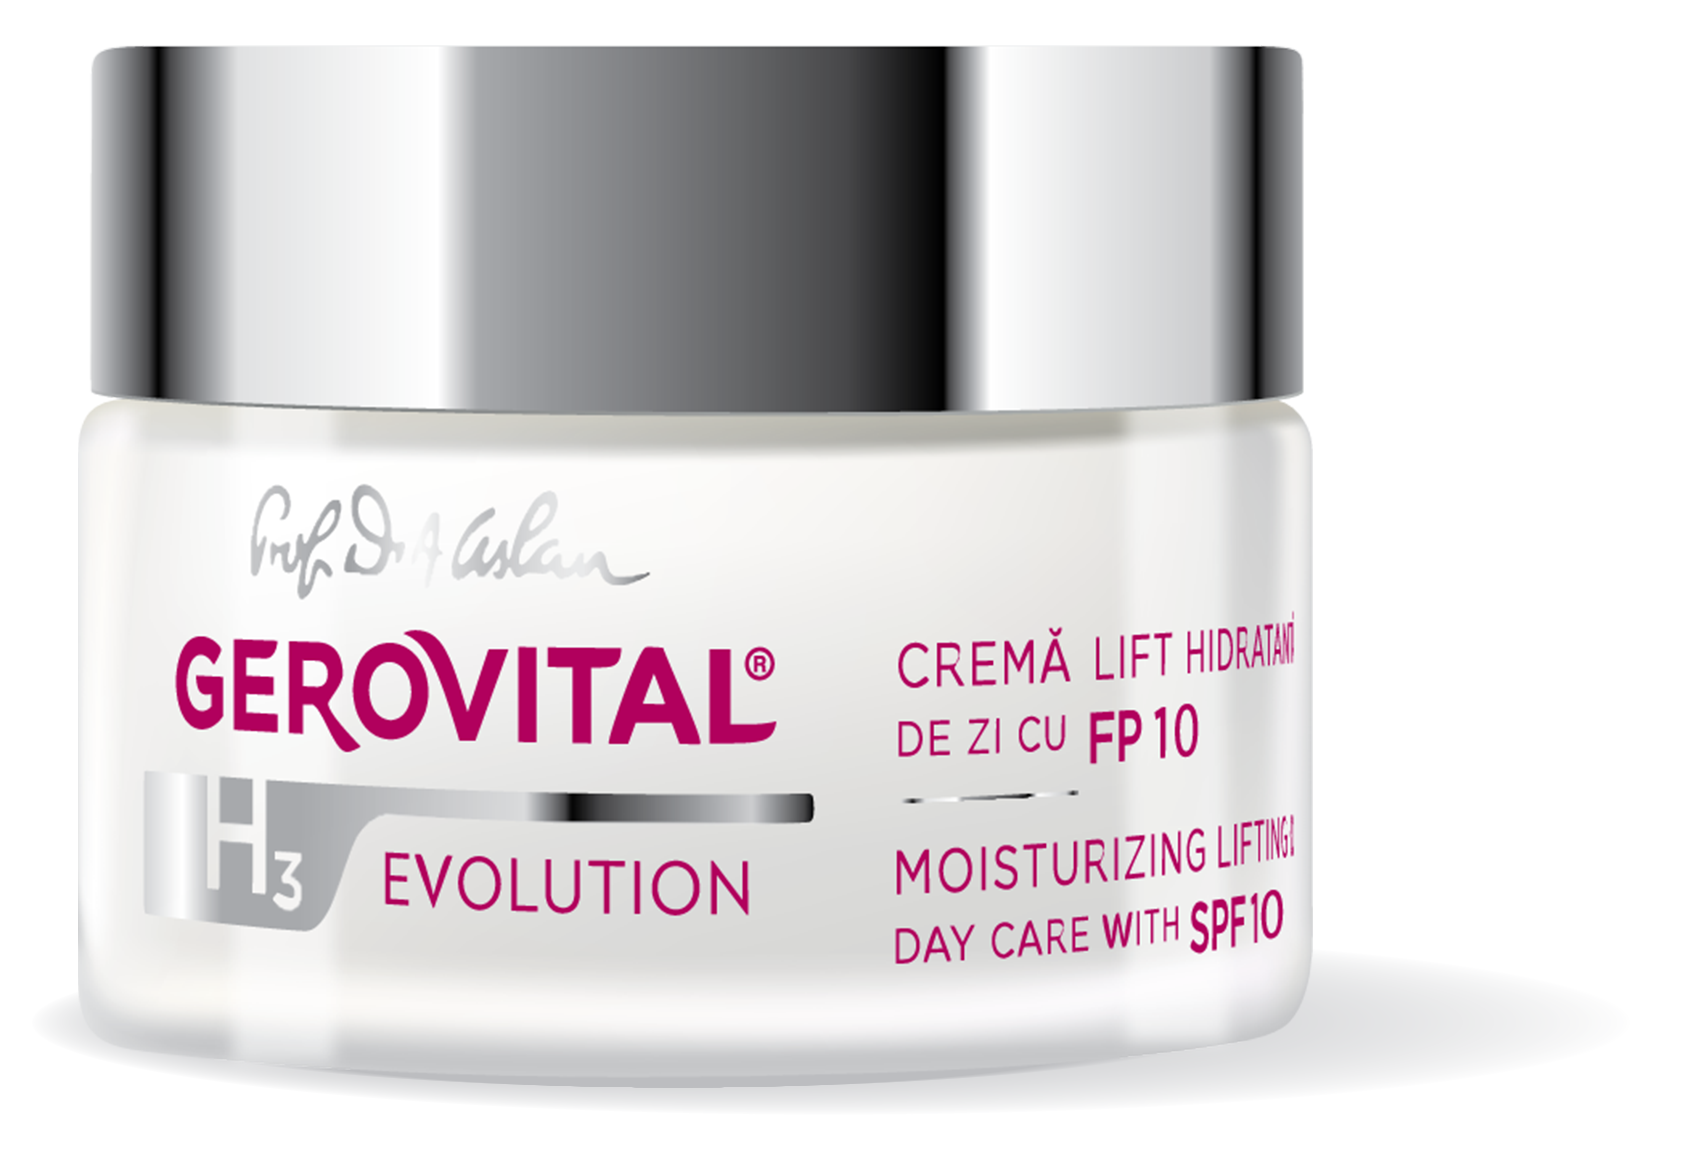 Prof. Dr. A. Aslan
GEROVITAL®
H3
EVOLUTION
CREMĂ LIFT HIDRATANT
DE ZI CU FP 10
MOISTURIZING LIFTING
DAY CARE WITH SPF10